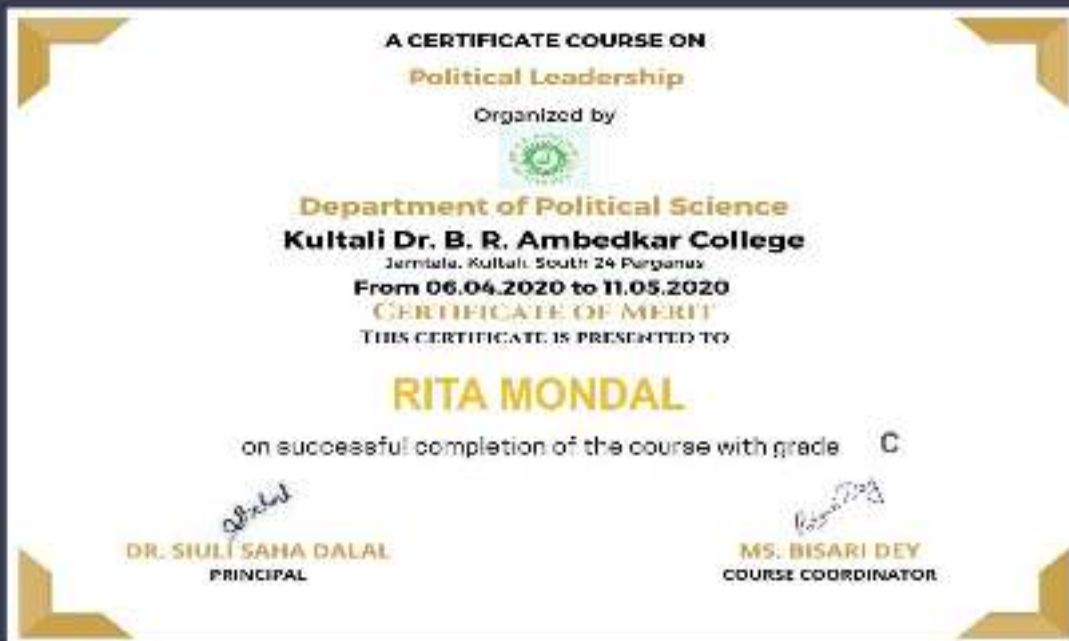 A CERTIFICATE COURSE ON
Political Leadership
Organized by
Department of Political Science
Kultali Dr. B. R. Ambedkar College
Jamtala, Kultali, South 24 Parganas
From 06.04.2020 to 11.05.2020
CERTIFICATE OF MERIT
THIS CERTIFICATE IS PRESENTED TO
RITA MONDAL
on successful completion of the course with grade C
DR. SIULI SAHA DALAL
PRINCIPAL
MS. BISARI DEY
COURSE COORDINATOR